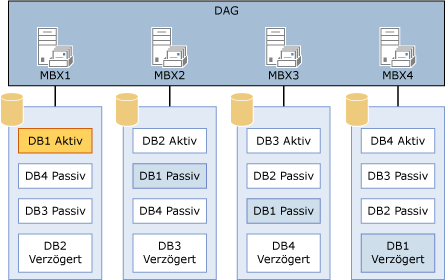 DAG
MBX1 MBX2 MBX3 MBX4
DB1 Aktiv DB2 Aktiv DB3 Aktiv DB4 Aktiv
DB4 Passiv DB1 Passiv DB2 Passiv DB3 Passiv
DB3 Passiv DB4 Passiv DB1 Passiv DB2 Passiv
DB2 DB3 DB4 DB1
Verzögert Verzögert Verzögert Verzögert